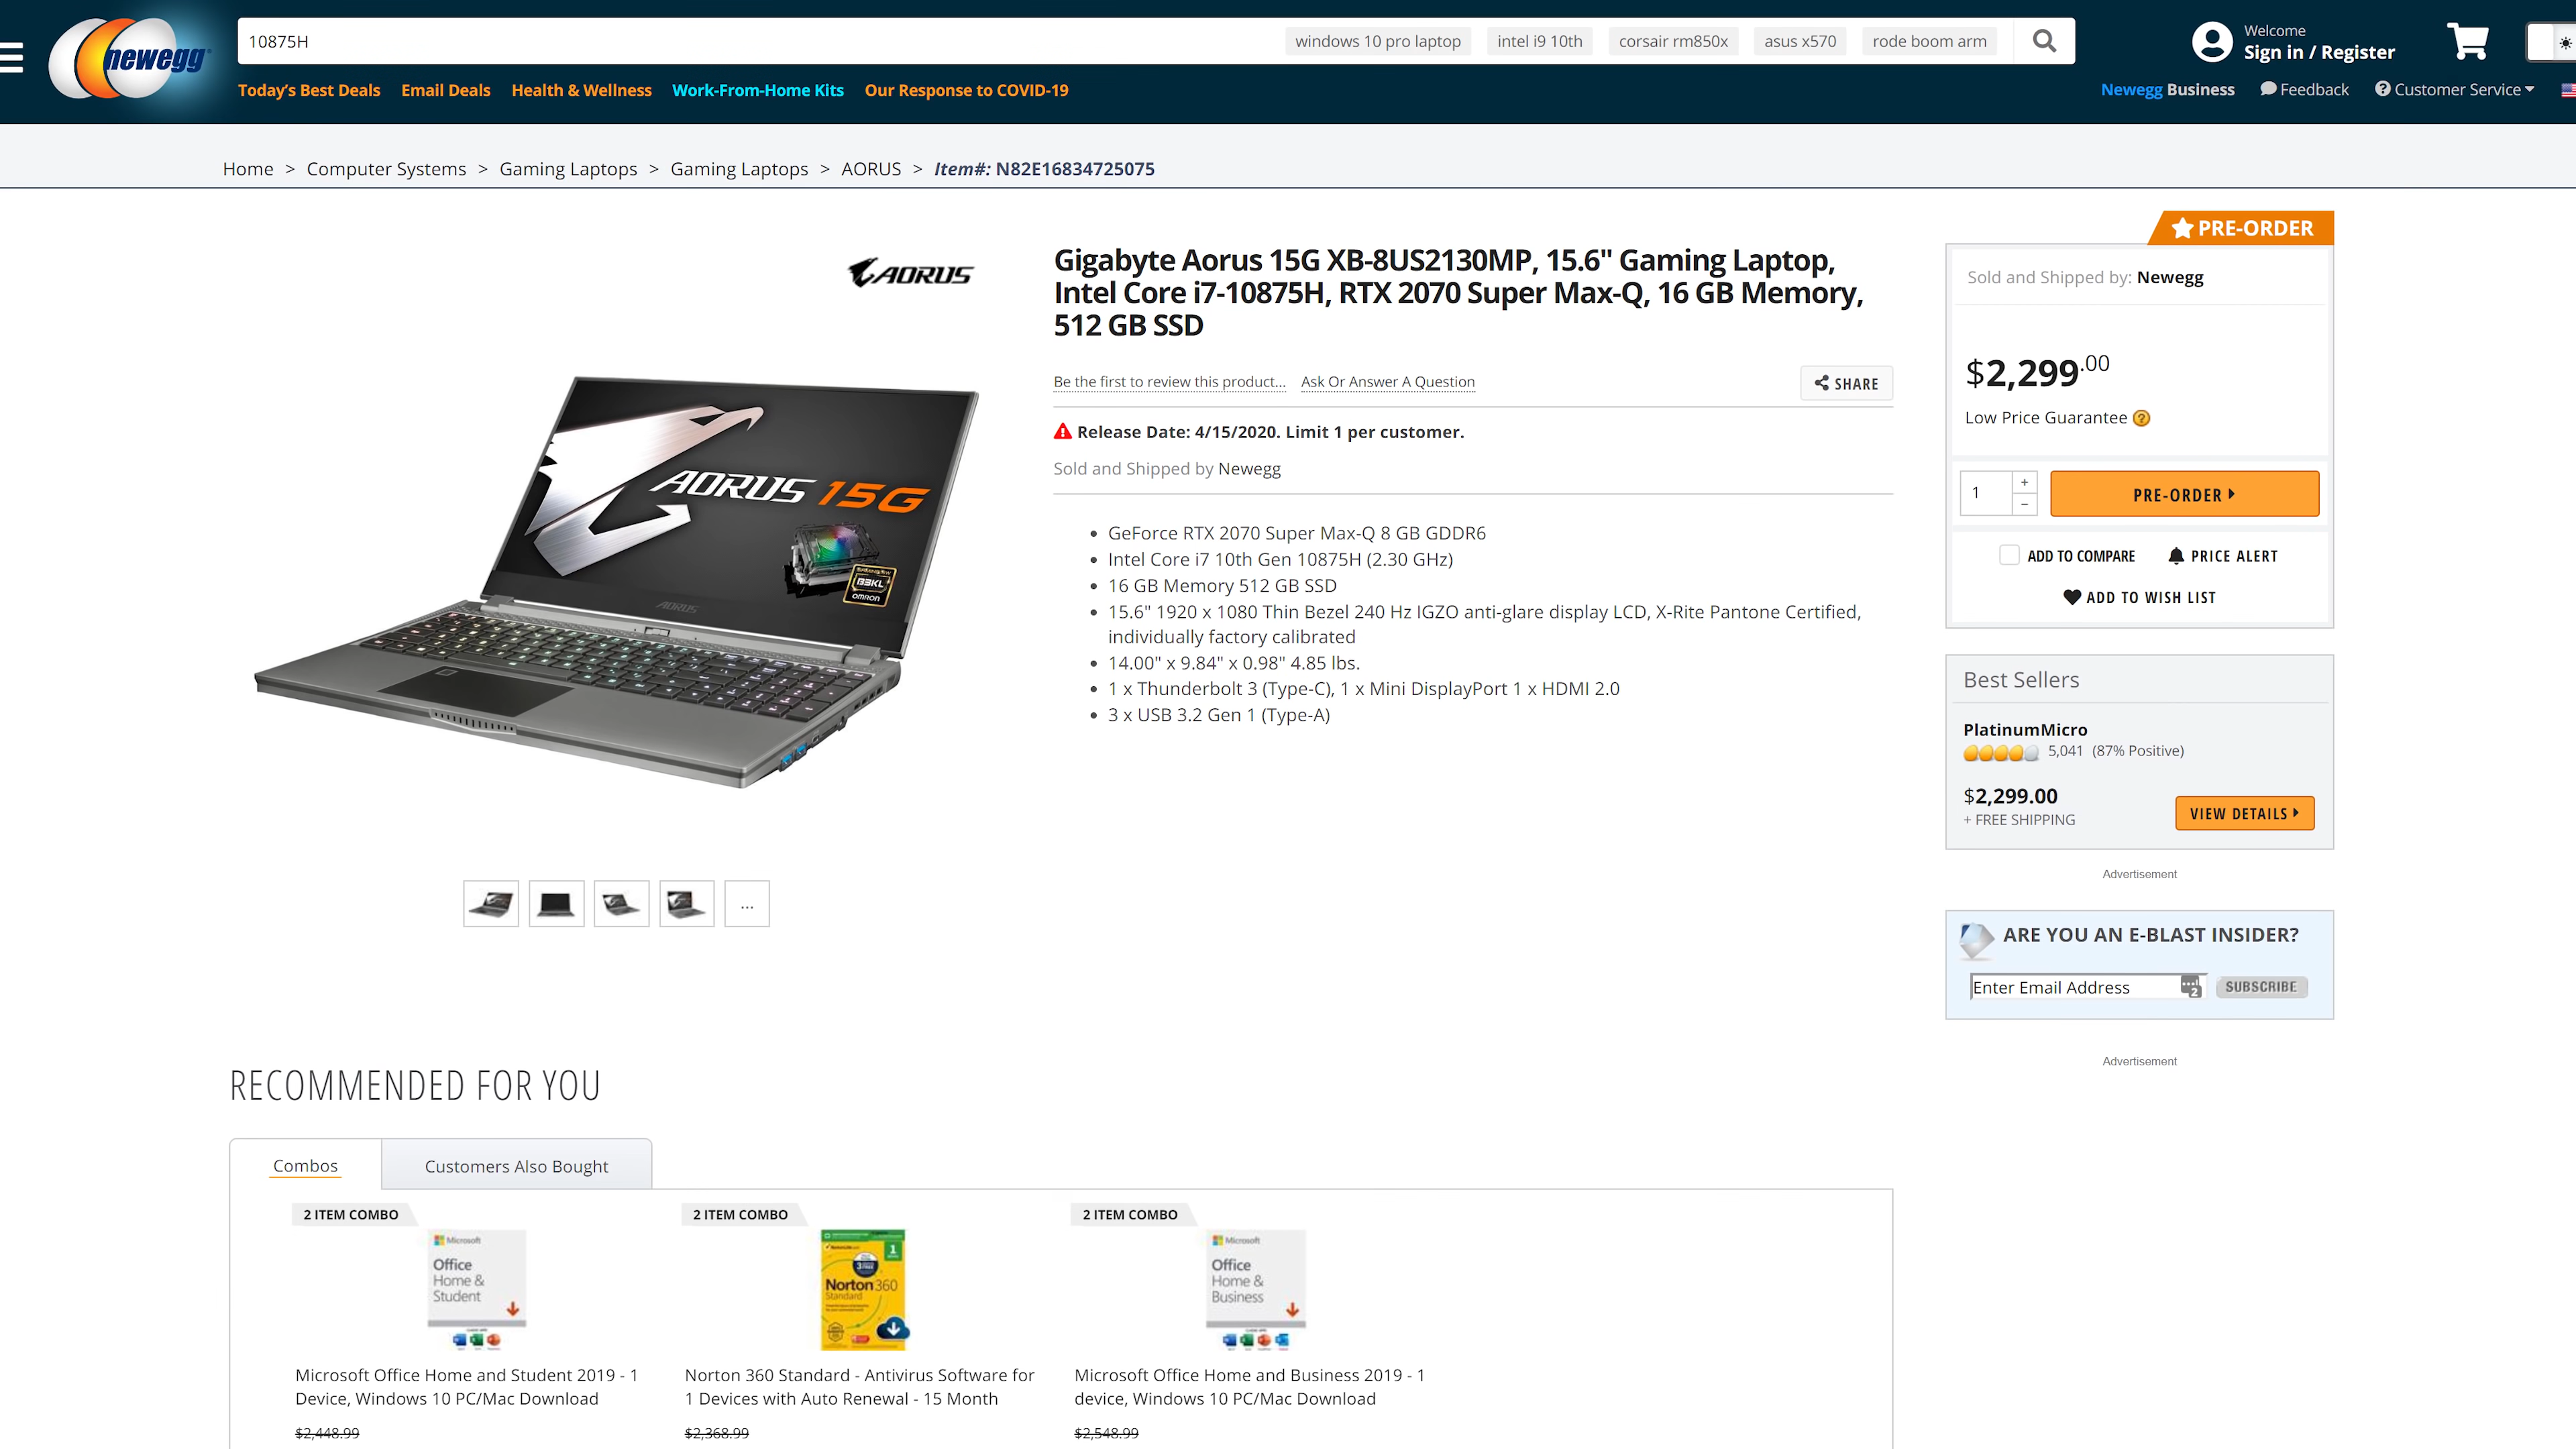 newegg
10875H
windows 10 pro laptop
intel i9 10th
corsair rm850x
asus x570
rode boom arm
Welcome
Sign in / Register
Today's Best Deals
Email Deals
Health & Wellness
Work-From-Home Kits
Our Response to COVID-19
Newegg Business
Feedback
Customer Service
Home > Computer Systems > Gaming Laptops > Gaming Laptops > AORUS > Item#: N82E16834725075
AORUS
AORUS 15G
B3KL
OMRON
AORUS
...
Gigabyte Aorus 15G XB-8US2130MP, 15.6" Gaming Laptop,
Intel Core i7-10875H, RTX 2070 Super Max-Q, 16 GB Memory,
512 GB SSD
Be the first to review this product...
Ask Or Answer A Question
SHARE
Release Date: 4/15/2020. Limit 1 per customer.
Sold and Shipped by Newegg
• GeForce RTX 2070 Super Max-Q 8 GB GDDR6
• Intel Core i7 10th Gen 10875H (2.30 GHz)
• 16 GB Memory 512 GB SSD
• 15.6" 1920 x 1080 Thin Bezel 240 Hz IGZO anti-glare display LCD, X-Rite Pantone Certified,
individually factory calibrated
• 14.00" x 9.84" x 0.98" 4.85 lbs.
• 1 x Thunderbolt 3 (Type-C), 1 x Mini DisplayPort 1 x HDMI 2.0
• 3 x USB 3.2 Gen 1 (Type-A)
PRE-ORDER
Sold and Shipped by: Newegg
$2,299.00
Low Price Guarantee ?
1
+
−
PRE-ORDER
ADD TO COMPARE
PRICE ALERT
ADD TO WISH LIST
Best Sellers
PlatinumMicro
5,041 (87% Positive)
$2,299.00
+ FREE SHIPPING
VIEW DETAILS
Advertisement
ARE YOU AN E-BLAST INSIDER?
Enter Email Address
2
SUBSCRIBE
Advertisement
RECOMMENDED FOR YOU
Combos
Customers Also Bought
2 ITEM COMBO
Microsoft
Office
Home &
Student
Microsoft Office Home and Student 2019 - 1
Device, Windows 10 PC/Mac Download
$2,448.99
2 ITEM COMBO
1
Norton 360
Standard
Norton 360 Standard - Antivirus Software for
1 Devices with Auto Renewal - 15 Month
$2,368.99
2 ITEM COMBO
Microsoft
Office
Home &
Business
Microsoft Office Home and Business 2019 - 1
device, Windows 10 PC/Mac Download
$2,548.99